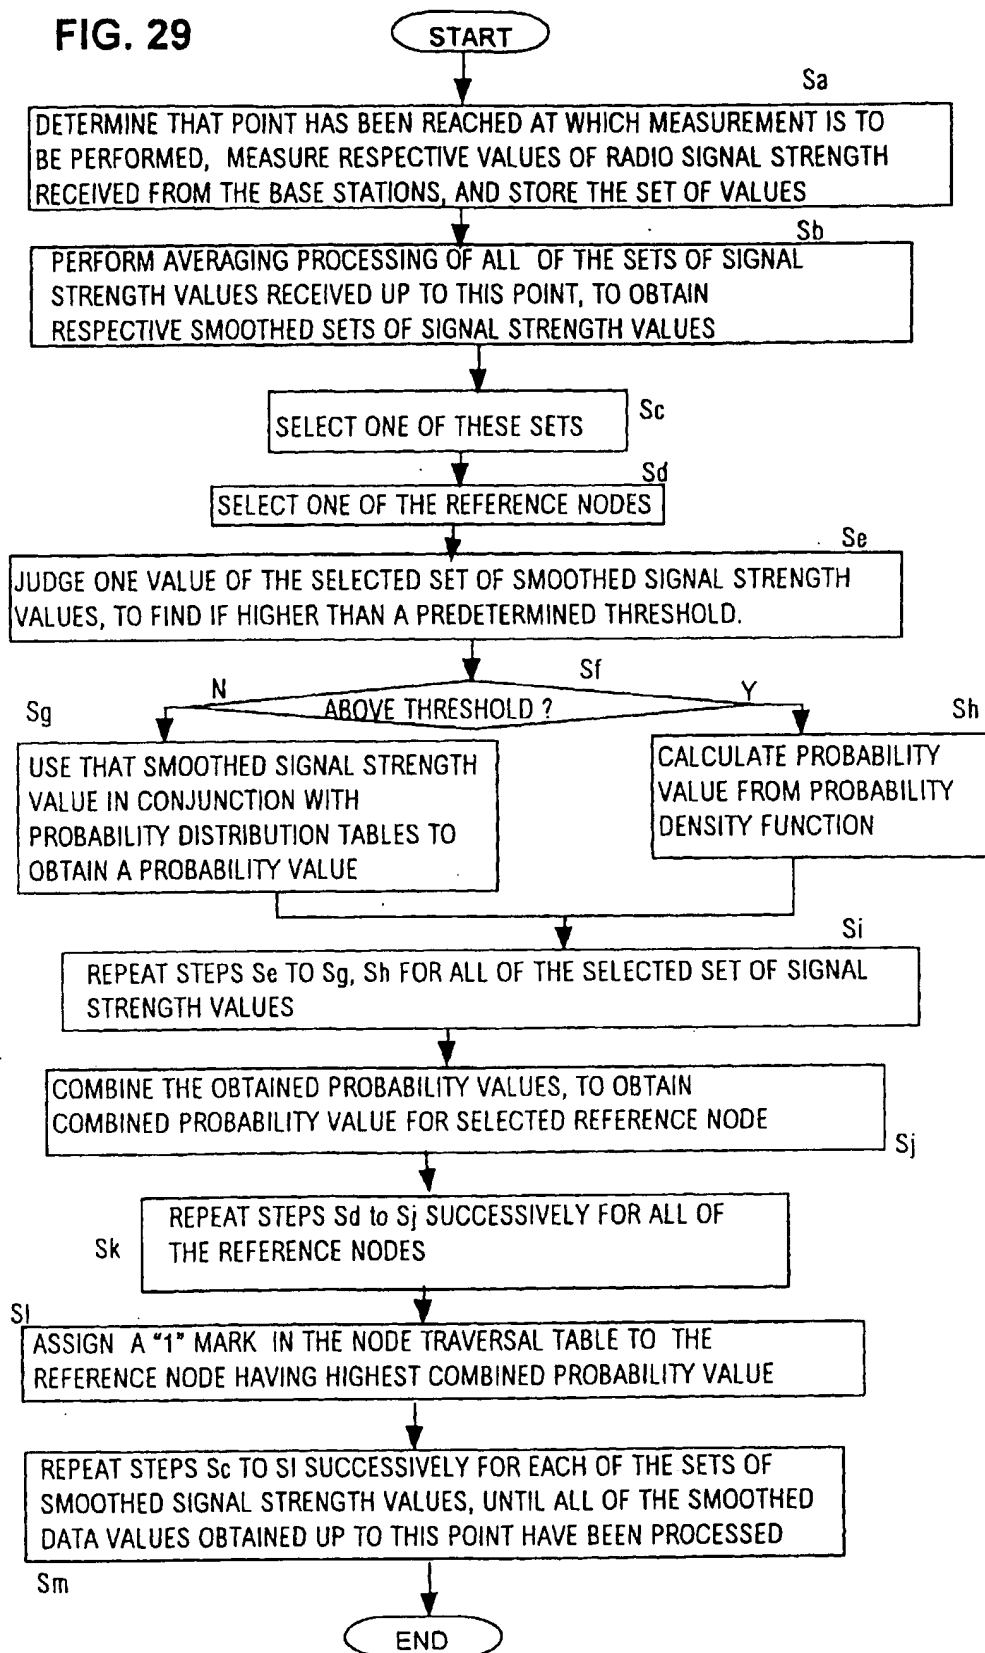 FIG. 29
START
Sa
DETERMINE THAT POINT HAS BEEN REACHED AT WHICH MEASUREMENT IS TO
BE PERFORMED, MEASURE RESPECTIVE VALUES OF RADIO SIGNAL STRENGTH
RECEIVED FROM THE BASE STATIONS, AND STORE THE SET OF VALUES
Sb
PERFORM AVERAGING PROCESSING OF ALL OF THE SETS OF SIGNAL
STRENGTH VALUES RECEIVED UP TO THIS POINT, TO OBTAIN
RESPECTIVE SMOOTHED SETS OF SIGNAL STRENGTH VALUES
Sc
SELECT ONE OF THESE SETS
Sd
SELECT ONE OF THE REFERENCE NODES
Se
JUDGE ONE VALUE OF THE SELECTED SET OF SMOOTHED SIGNAL STRENGTH
VALUES, TO FIND IF HIGHER THAN A PREDETERMINED THRESHOLD.
Sf
N
Y
ABOVE THRESHOLD ?
Sg
USE THAT SMOOTHED SIGNAL STRENGTH
VALUE IN CONJUNCTION WITH
PROBABILITY DISTRIBUTION TABLES TO
OBTAIN A PROBABILITY VALUE
Sh
CALCULATE PROBABILITY
VALUE FROM PROBABILITY
DENSITY FUNCTION
Si
REPEAT STEPS Se TO Sg, Sh FOR ALL OF THE SELECTED SET OF SIGNAL
STRENGTH VALUES
COMBINE THE OBTAINED PROBABILITY VALUES, TO OBTAIN
COMBINED PROBABILITY VALUE FOR SELECTED REFERENCE NODE
Sj
REPEAT STEPS Sd to Sj SUCCESSIVELY FOR ALL OF
THE REFERENCE NODES
Sk
Sl
ASSIGN A "1" MARK IN THE NODE TRAVERSAL TABLE TO THE
REFERENCE NODE HAVING HIGHEST COMBINED PROBABILITY VALUE
REPEAT STEPS Sc TO Sl SUCCESSIVELY FOR EACH OF THE SETS OF
SMOOTHED SIGNAL STRENGTH VALUES, UNTIL ALL OF THE SMOOTHED
DATA VALUES OBTAINED UP TO THIS POINT HAVE BEEN PROCESSED
Sm
END